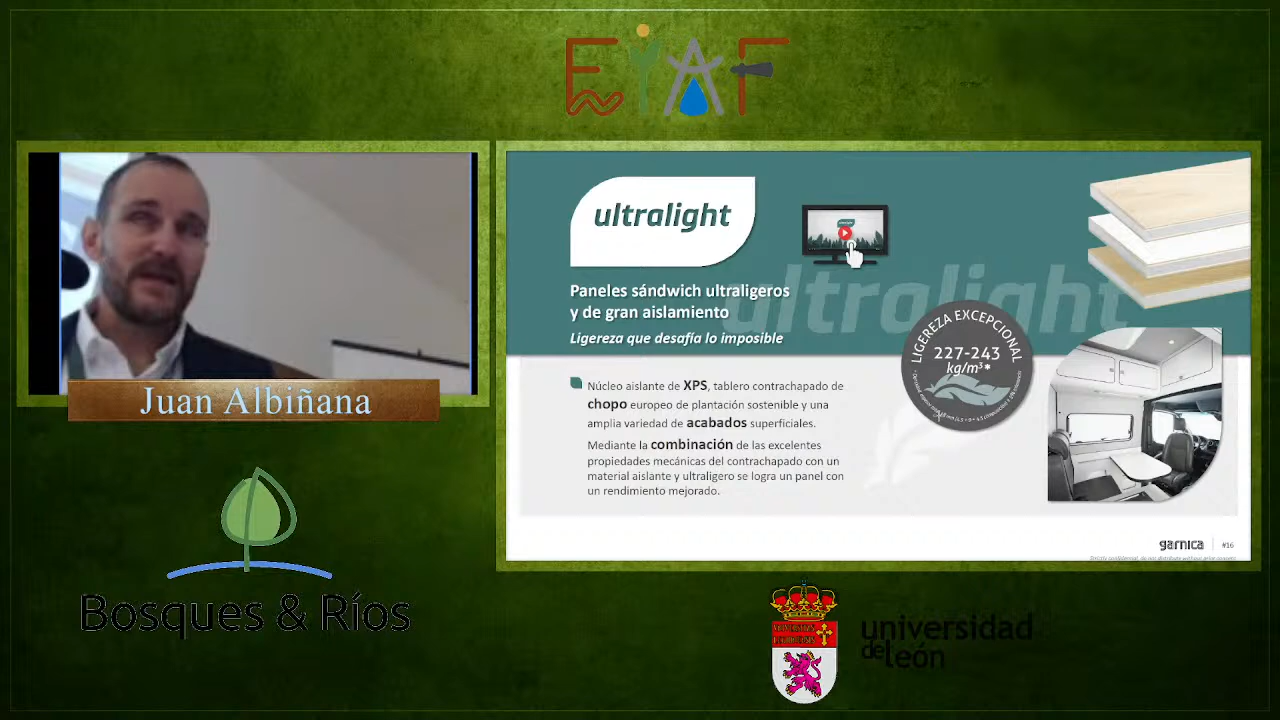 EYAF
ultralight
Paneles sándwich ultraligeros
y de gran aislamiento
Ligereza que desafía lo imposible
ultralight
LIGEREZA EXCEPCIONAL
227-243
kg/m³*
Núcleo aislante de XPS, tablero contrachapado de
chopo europeo de plantación sostenible y una
amplia variedad de acabados superficiales.
Mediante la combinación de las excelentes
propiedades mecánicas del contrachapado con un
material aislante y ultraligero se logra un panel con
un rendimiento mejorado.
garnica
#16
Juan Albiñana
Bosques & Ríos
universidad
de león